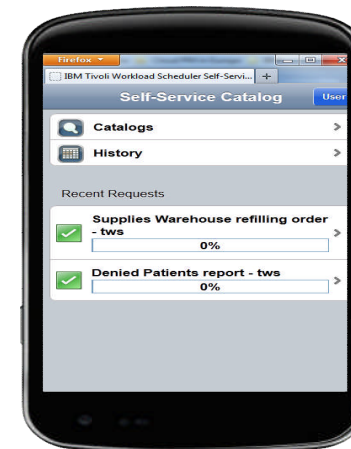 Firefox
IBM Tivoli Workload Scheduler Self-Servi...
Self-Service Catalog
User
Catalogs
History
Recent Requests
Supplies Warehouse refilling order
- tws
0%
Denied Patients report - tws
0%